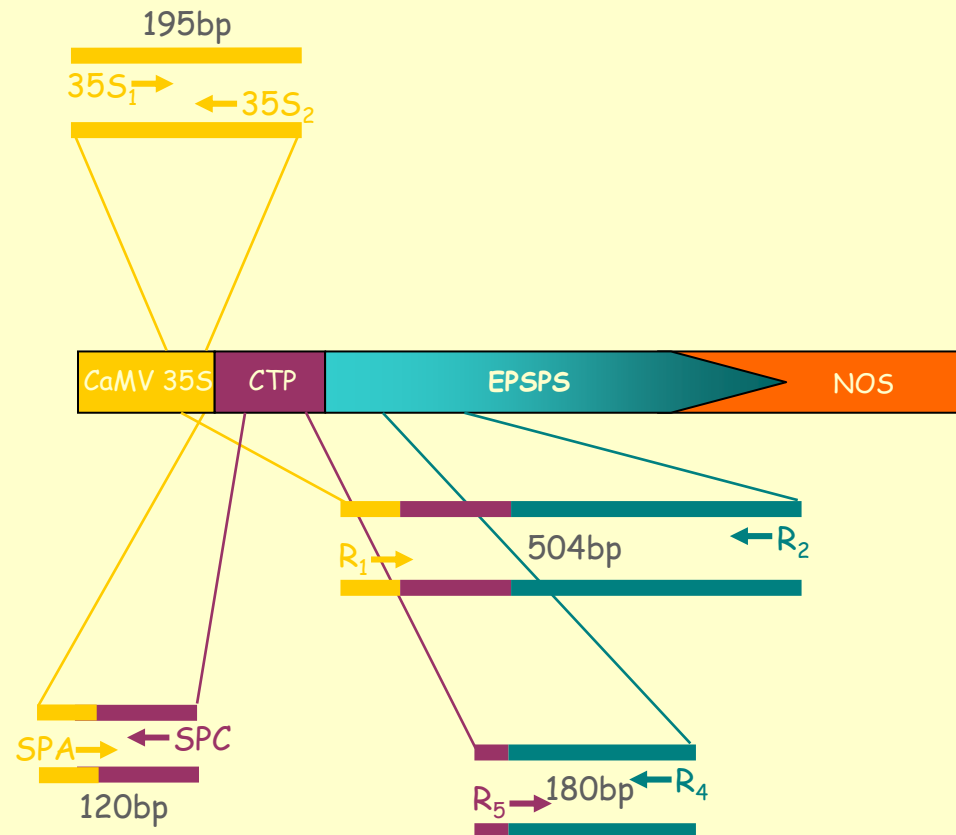 195bp
35S₁
35S₂
CaMV 35S CTP EPSPS NOS
R₁ 504bp R₂
SPA SPC
120bp
R₅ 180bp R₄